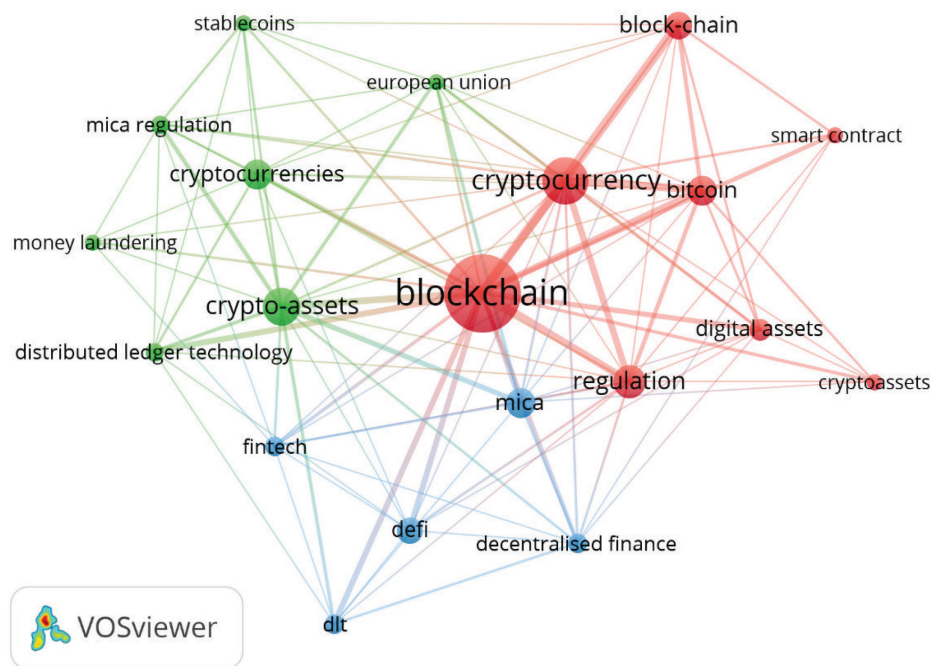 stablecoins
block-chain
european union
mica regulation
smart contract
cryptocurrencies
cryptocurrency
bitcoin
money laundering
blockchain
crypto-assets
digital assets
distributed ledger technology
regulation
cryptoassets
mica
fintech
defi
decentralised finance
dlt
VOSviewer